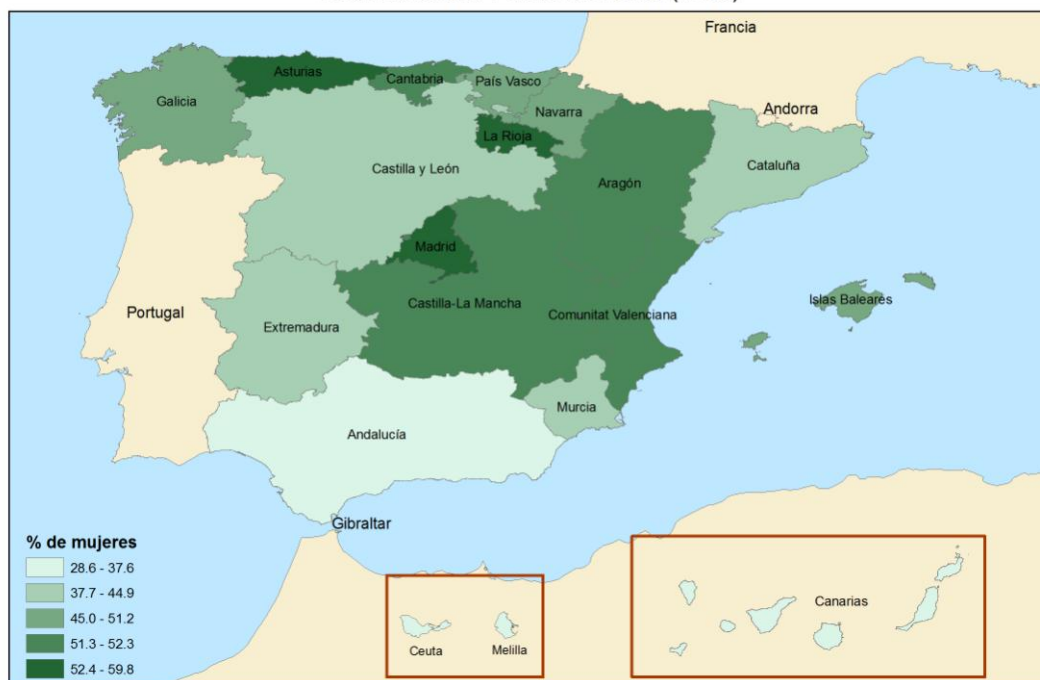 Francia
Asturias
Cantabria
País Vasco
Galicia
Navarra
Andorra
La Rioja
Castilla y León
Cataluña
Aragón
Madrid
Islas Baleares
Castilla-La Mancha
Portugal
Comunitat Valenciana
Extremadura
Murcia
Andalucía
Gibraltar
% de mujeres
28.6 - 37.6
37.7 - 44.9
45.0 - 51.2
51.3 - 52.3
52.4 - 59.8
Ceuta
Melilla
Canarias